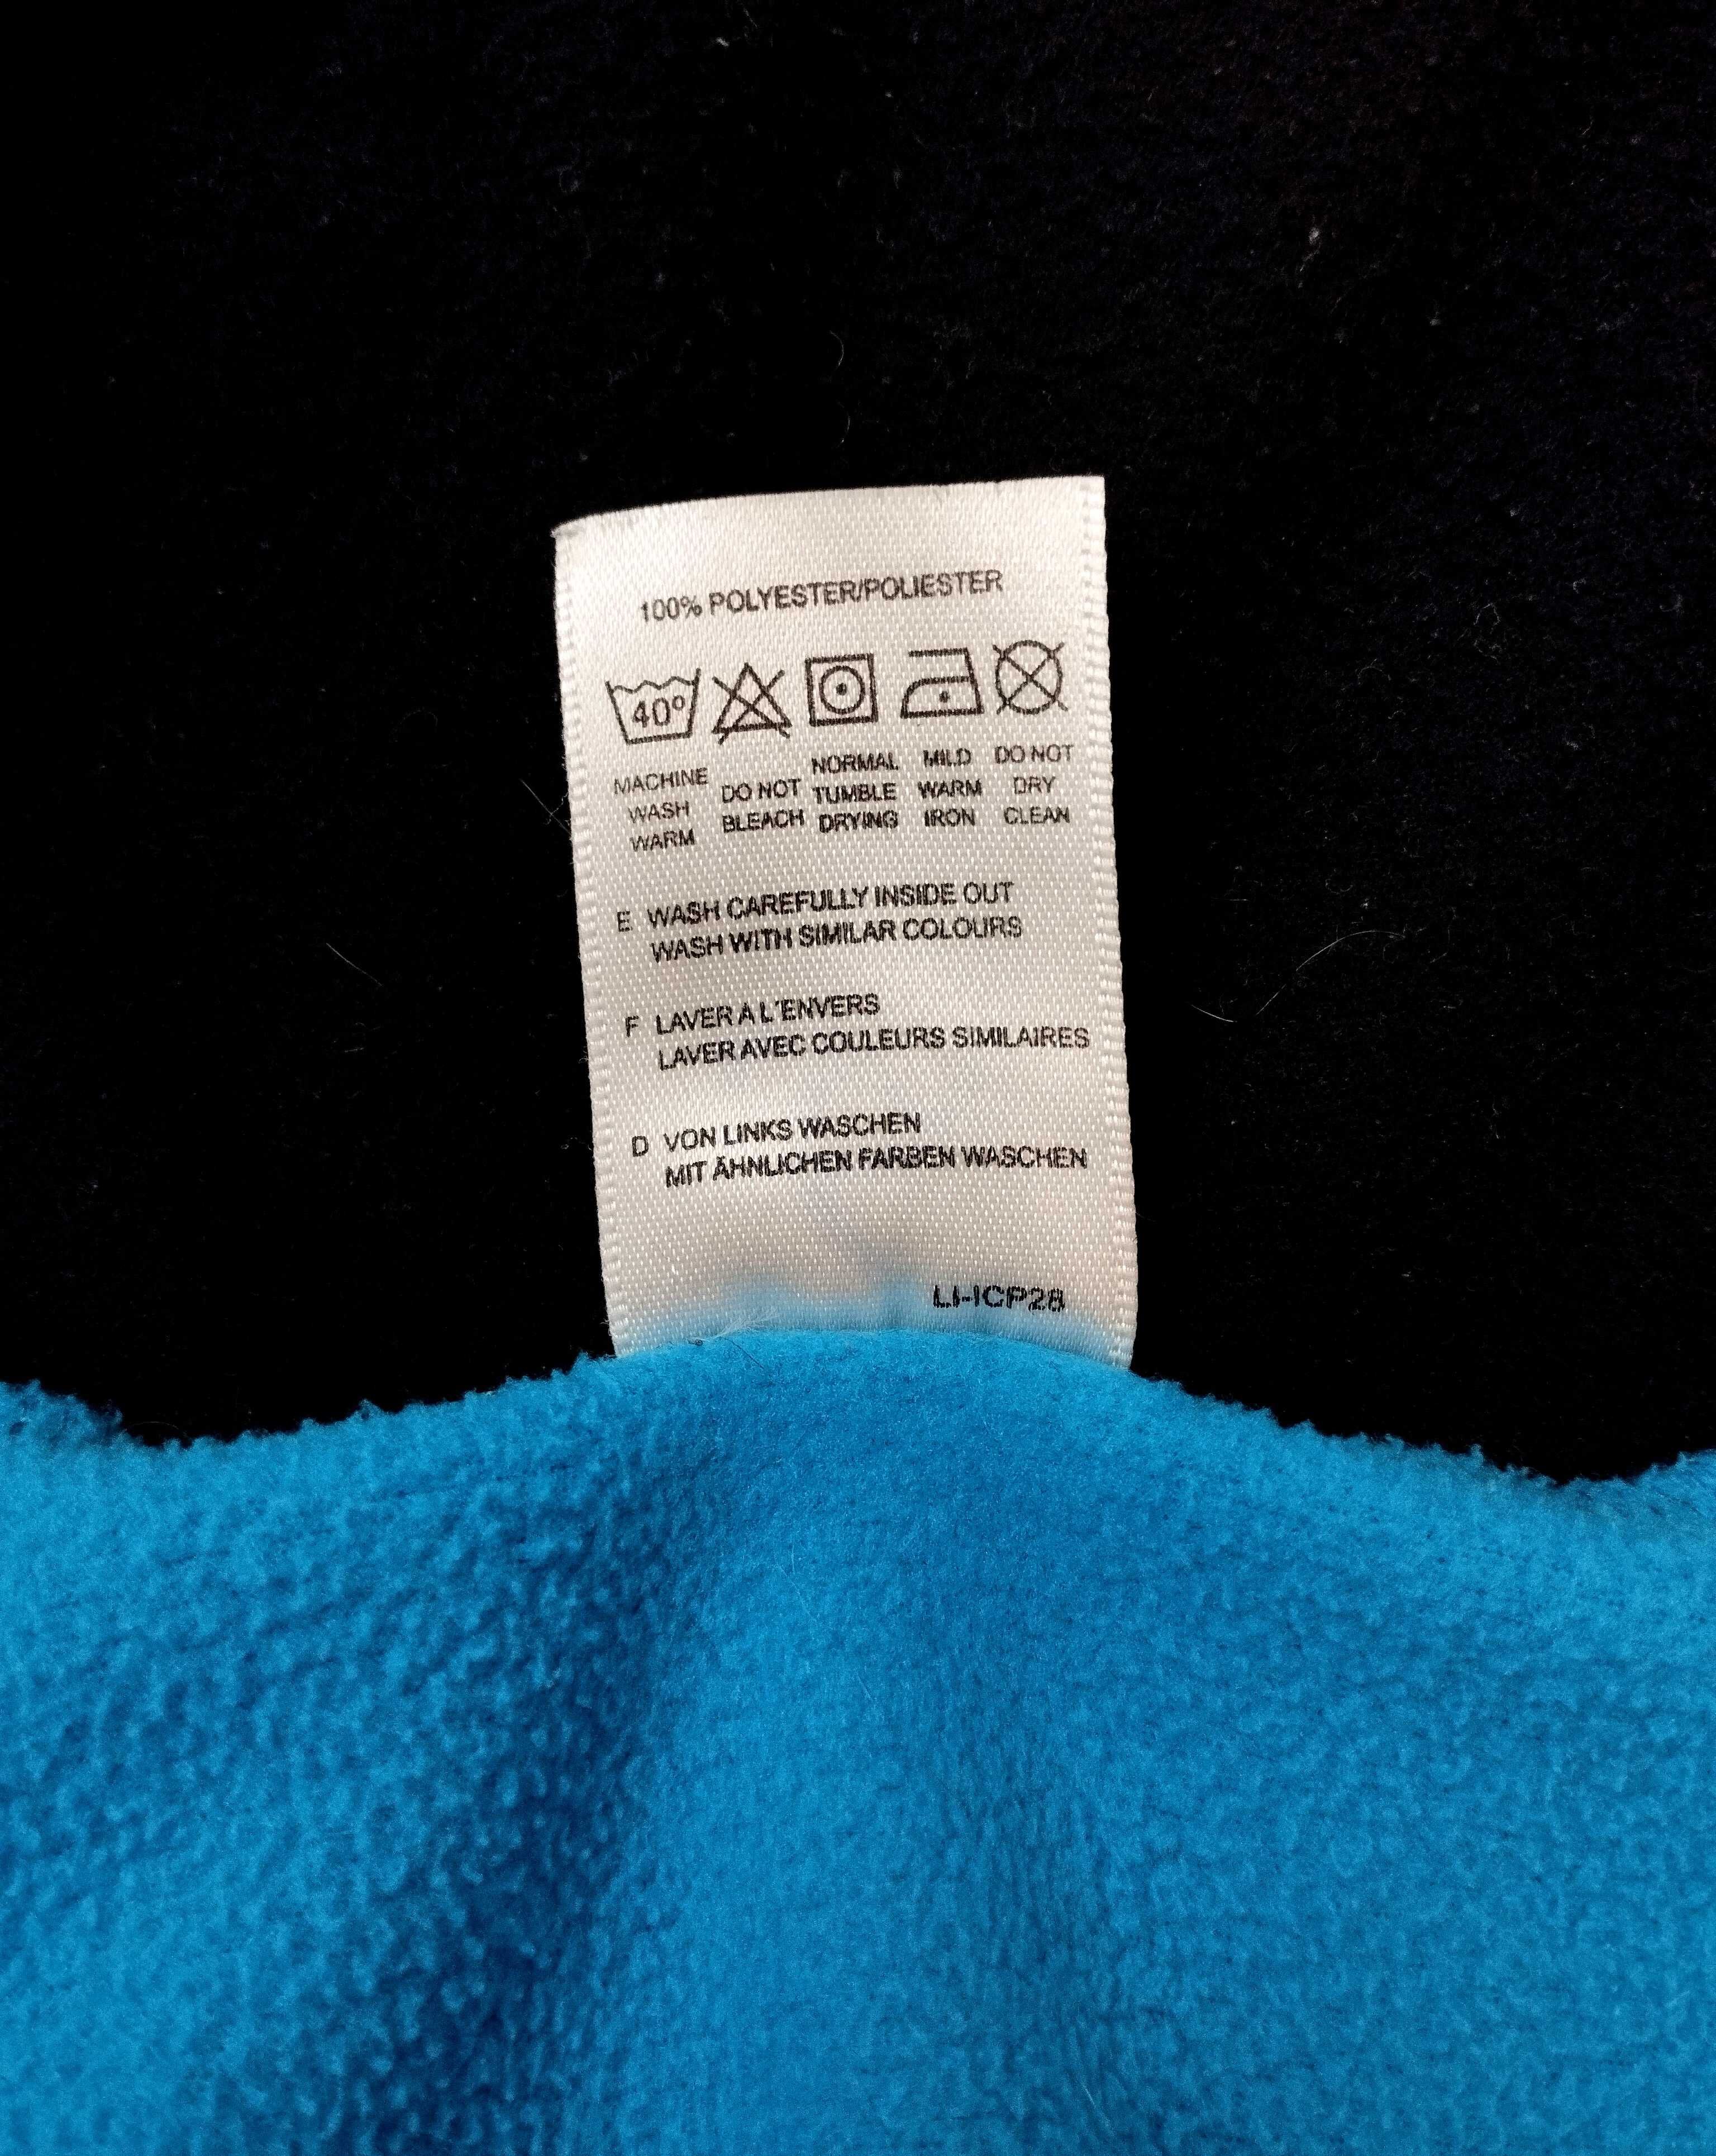 100% POLYESTER/POLIESTER
40°
MACHINE WASH WARM
DO NOT BLEACH
NORMAL TUMBLE DRYING
MILD WARM IRON
DO NOT DRY CLEAN
E WASH CAREFULLY INSIDE OUT
WASH WITH SIMILAR COLOURS
F LAVER A L'ENVERS
LAVER AVEC COULEURS SIMILAIRES
D VON LINKS WASCHEN
MIT ÄHNLICHEN FARBEN WASCHEN
LI-ICP28